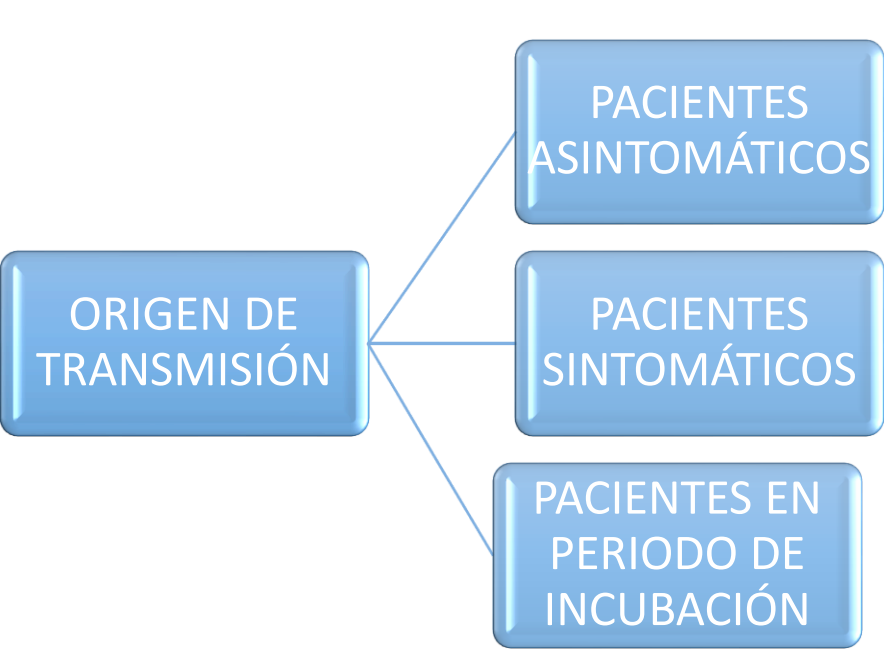 ORIGEN DE
TRANSMISIÓN
PACIENTES
ASINTOMÁTICOS
PACIENTES
SINTOMÁTICOS
PACIENTES EN
PERIODO DE
INCUBACIÓN